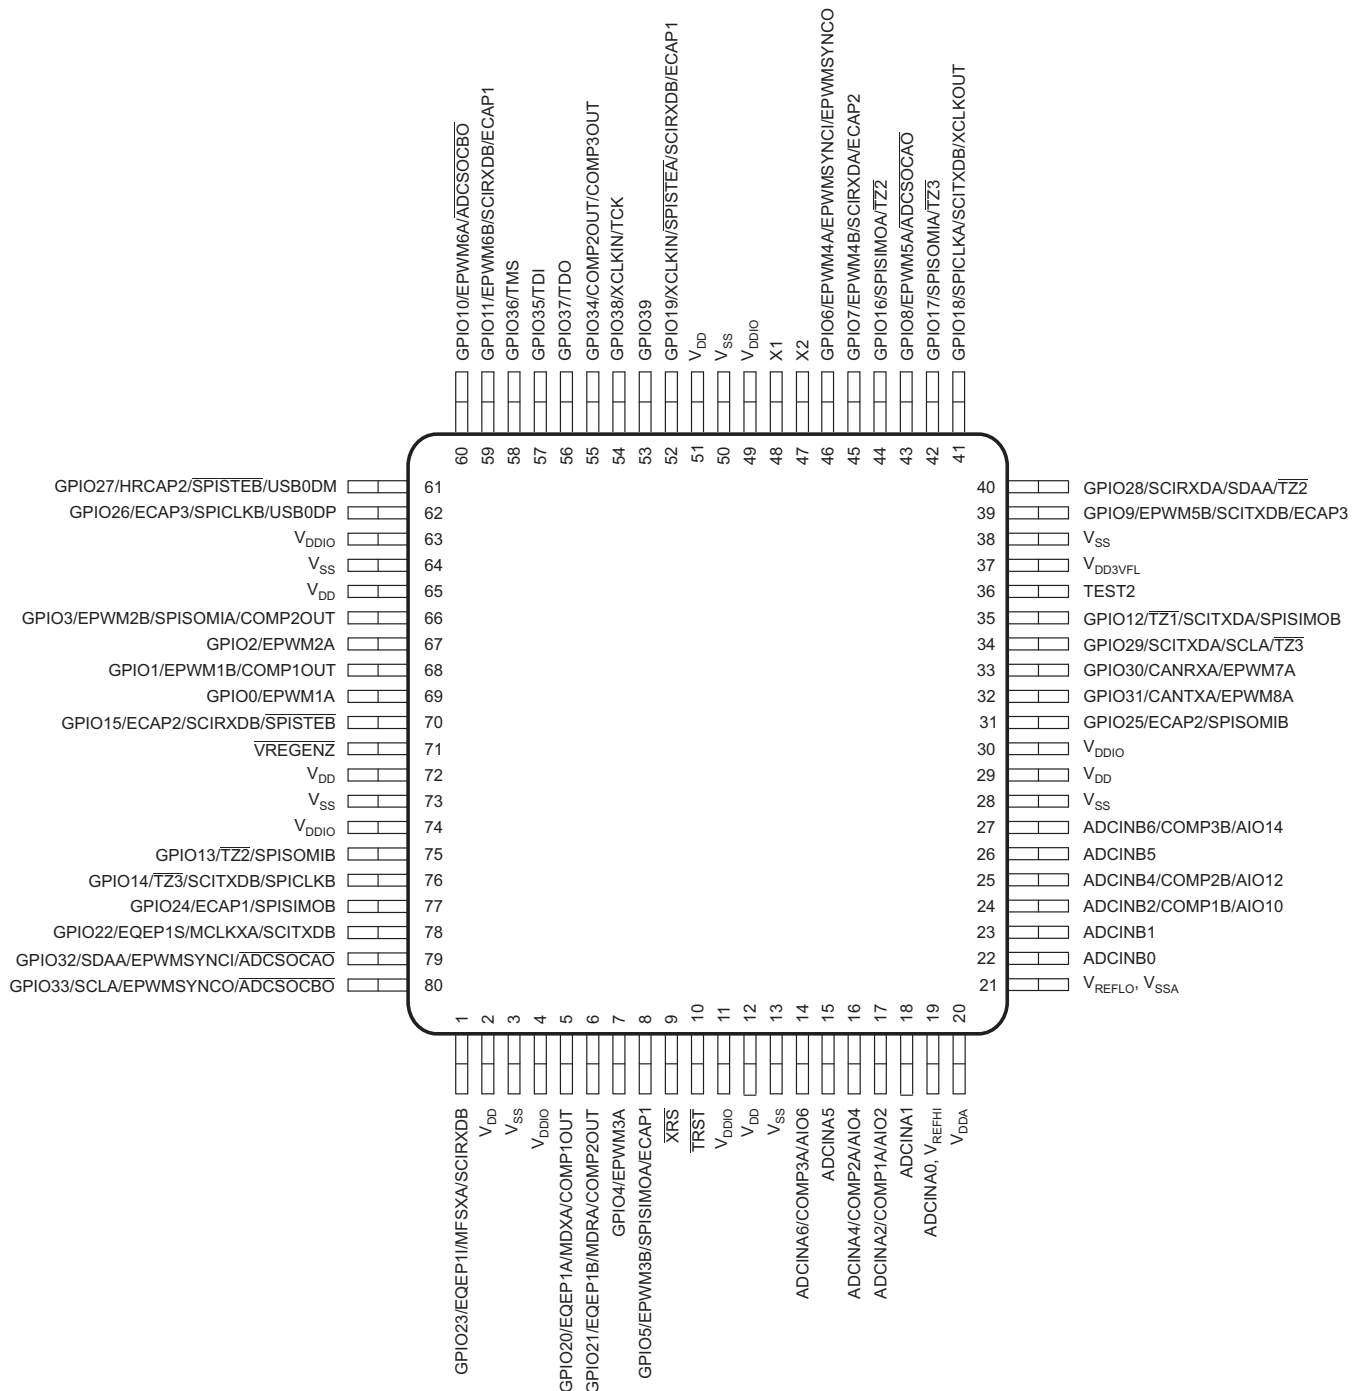 GPIO10/EPWM6A/ADCSOCBO
GPIO11/EPWM6B/SCIRXDB/ECAP1
GPIO36/TMS
GPIO35/TDI
GPIO37/TDO
GPIO34/COMP2OUT/COMP3OUT
GPIO38/XCLKIN/TCK
GPIO39
GPIO19/XCLKIN/SPISTEA/SCIRXDB/ECAP1
VDD
VSS
VDDIO
X1
X2
GPIO6/EPWM4A/EPWMSYNCI/EPWMSYNCO
GPIO7/EPWM4B/SCIRXDA/ECAP2
GPIO16/SPISIMOA/TZ2
GPIO8/EPWM5A/ADCSOCAO
GPIO17/SPISOMIA/TZ3
GPIO18/SPICLKA/SCITXDB/XCLKOUT
60
59
58
57
56
55
54
53
52
51
50
49
48
47
46
45
44
43
42
41
GPIO27/HRCAP2/SPISTEB/USB0DM 61
GPIO26/ECAP3/SPICLKB/USB0DP 62
VDDIO 63
VSS 64
VDD 65
GPIO3/EPWM2B/SPISOMIA/COMP2OUT 66
GPIO2/EPWM2A 67
GPIO1/EPWM1B/COMP1OUT 68
GPIO0/EPWM1A 69
GPIO15/ECAP2/SCIRXDB/SPISTEB 70
VREGENZ 71
VDD 72
VSS 73
VDDIO 74
GPIO13/TZ2/SPISOMIB 75
GPIO14/TZ3/SCITXDB/SPICLKB 76
GPIO24/ECAP1/SPISIMOB 77
GPIO22/EQEP1S/MCLKXA/SCITXDB 78
GPIO32/SDAA/EPWMSYNCI/ADCSOCAO 79
GPIO33/SCLA/EPWMSYNCO/ADCSOCBO 80
40 GPIO28/SCIRXDA/SDAA/TZ2
39 GPIO9/EPWM5B/SCITXDB/ECAP3
38 VSS
37 VDD3VFL
36 TEST2
35 GPIO12/TZ1/SCITXDA/SPISIMOB
34 GPIO29/SCITXDA/SCLA/TZ3
33 GPIO30/CANRXA/EPWM7A
32 GPIO31/CANTXA/EPWM8A
31 GPIO25/ECAP2/SPISOMIB
30 VDDIO
29 VDD
28 VSS
27 ADCINB6/COMP3B/AIO14
26 ADCINB5
25 ADCINB4/COMP2B/AIO12
24 ADCINB2/COMP1B/AIO10
23 ADCINB1
22 ADCINB0
21 VREFLO, VSSA
1
2
3
4
5
6
7
8
9
10
11
12
13
14
15
16
17
18
19
20
GPIO23/EQEP1I/MFSXA/SCIRXDB
VDD
VSS
VDDIO
GPIO20/EQEP1A/MDXA/COMP1OUT
GPIO21/EQEP1B/MDRA/COMP2OUT
GPIO4/EPWM3A
GPIO5/EPWM3B/SPISIMOA/ECAP1
XRS
TRST
VDDIO
VDD
VSS
ADCINA6/COMP3A/AIO6
ADCINA5
ADCINA4/COMP2A/AIO4
ADCINA2/COMP1A/AIO2
ADCINA1
ADCINA0, VREFHI
VDDA